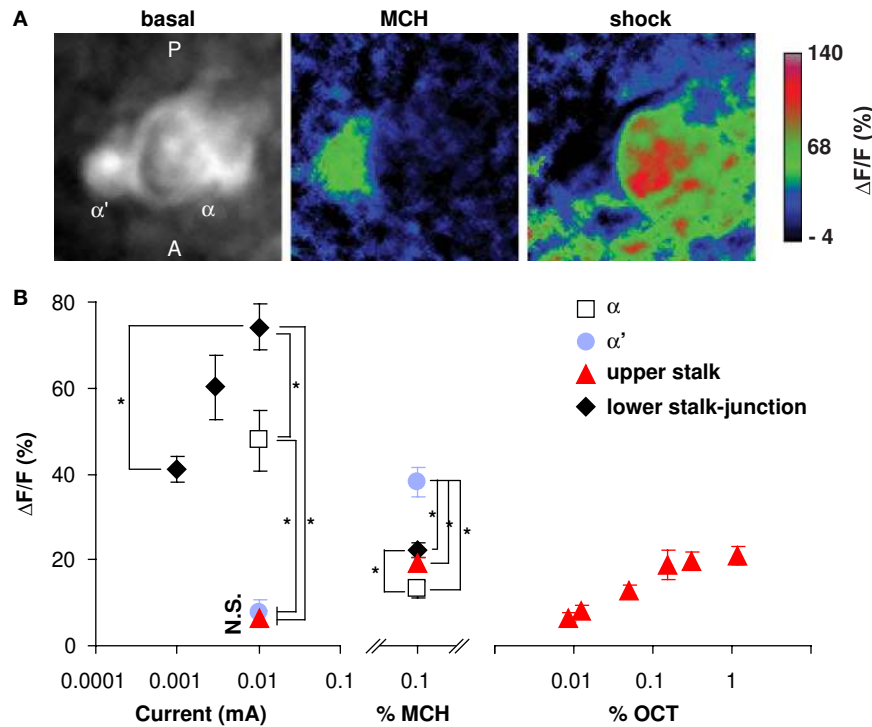 A
basal
MCH
shock
P
α'
α
A
140
68
- 4
ΔF/F (%)
B
80
60
40
20
0
ΔF/F (%)
*
*
*
*
N.S.
*
*
*
*
α
α'
upper stalk
lower stalk-junction
0.0001
0.001
0.01
0.1
0.1
0.01
0.1
1
Current (mA)
% MCH
% OCT